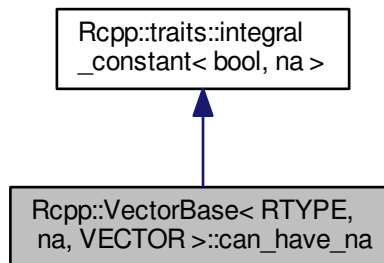 Rcpp::traits::integral
_constant< bool, na >
Rcpp::VectorBase< RTYPE,
na, VECTOR >::can_have_na